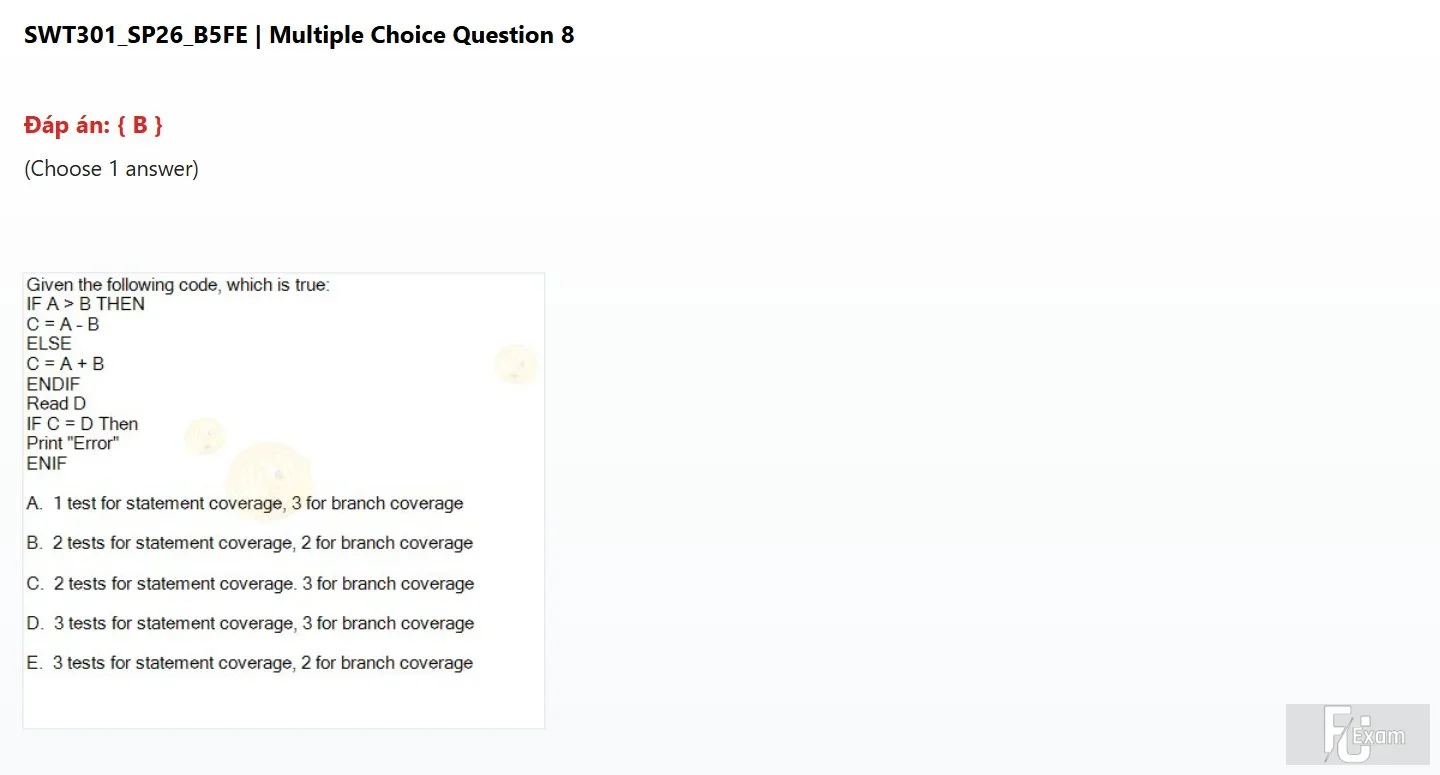 SWT301_SP26_B5FE | Multiple Choice Question 8
Đáp án: { B }
(Choose 1 answer)
Given the following code, which is true:
IF A > B THEN
C = A - B
ELSE
C = A + B
ENDIF
Read D
IF C = D Then
Print "Error"
ENIF
A. 1 test for statement coverage, 3 for branch coverage
B. 2 tests for statement coverage, 2 for branch coverage
C. 2 tests for statement coverage. 3 for branch coverage
D. 3 tests for statement coverage, 3 for branch coverage
E. 3 tests for statement coverage, 2 for branch coverage
FU Exam